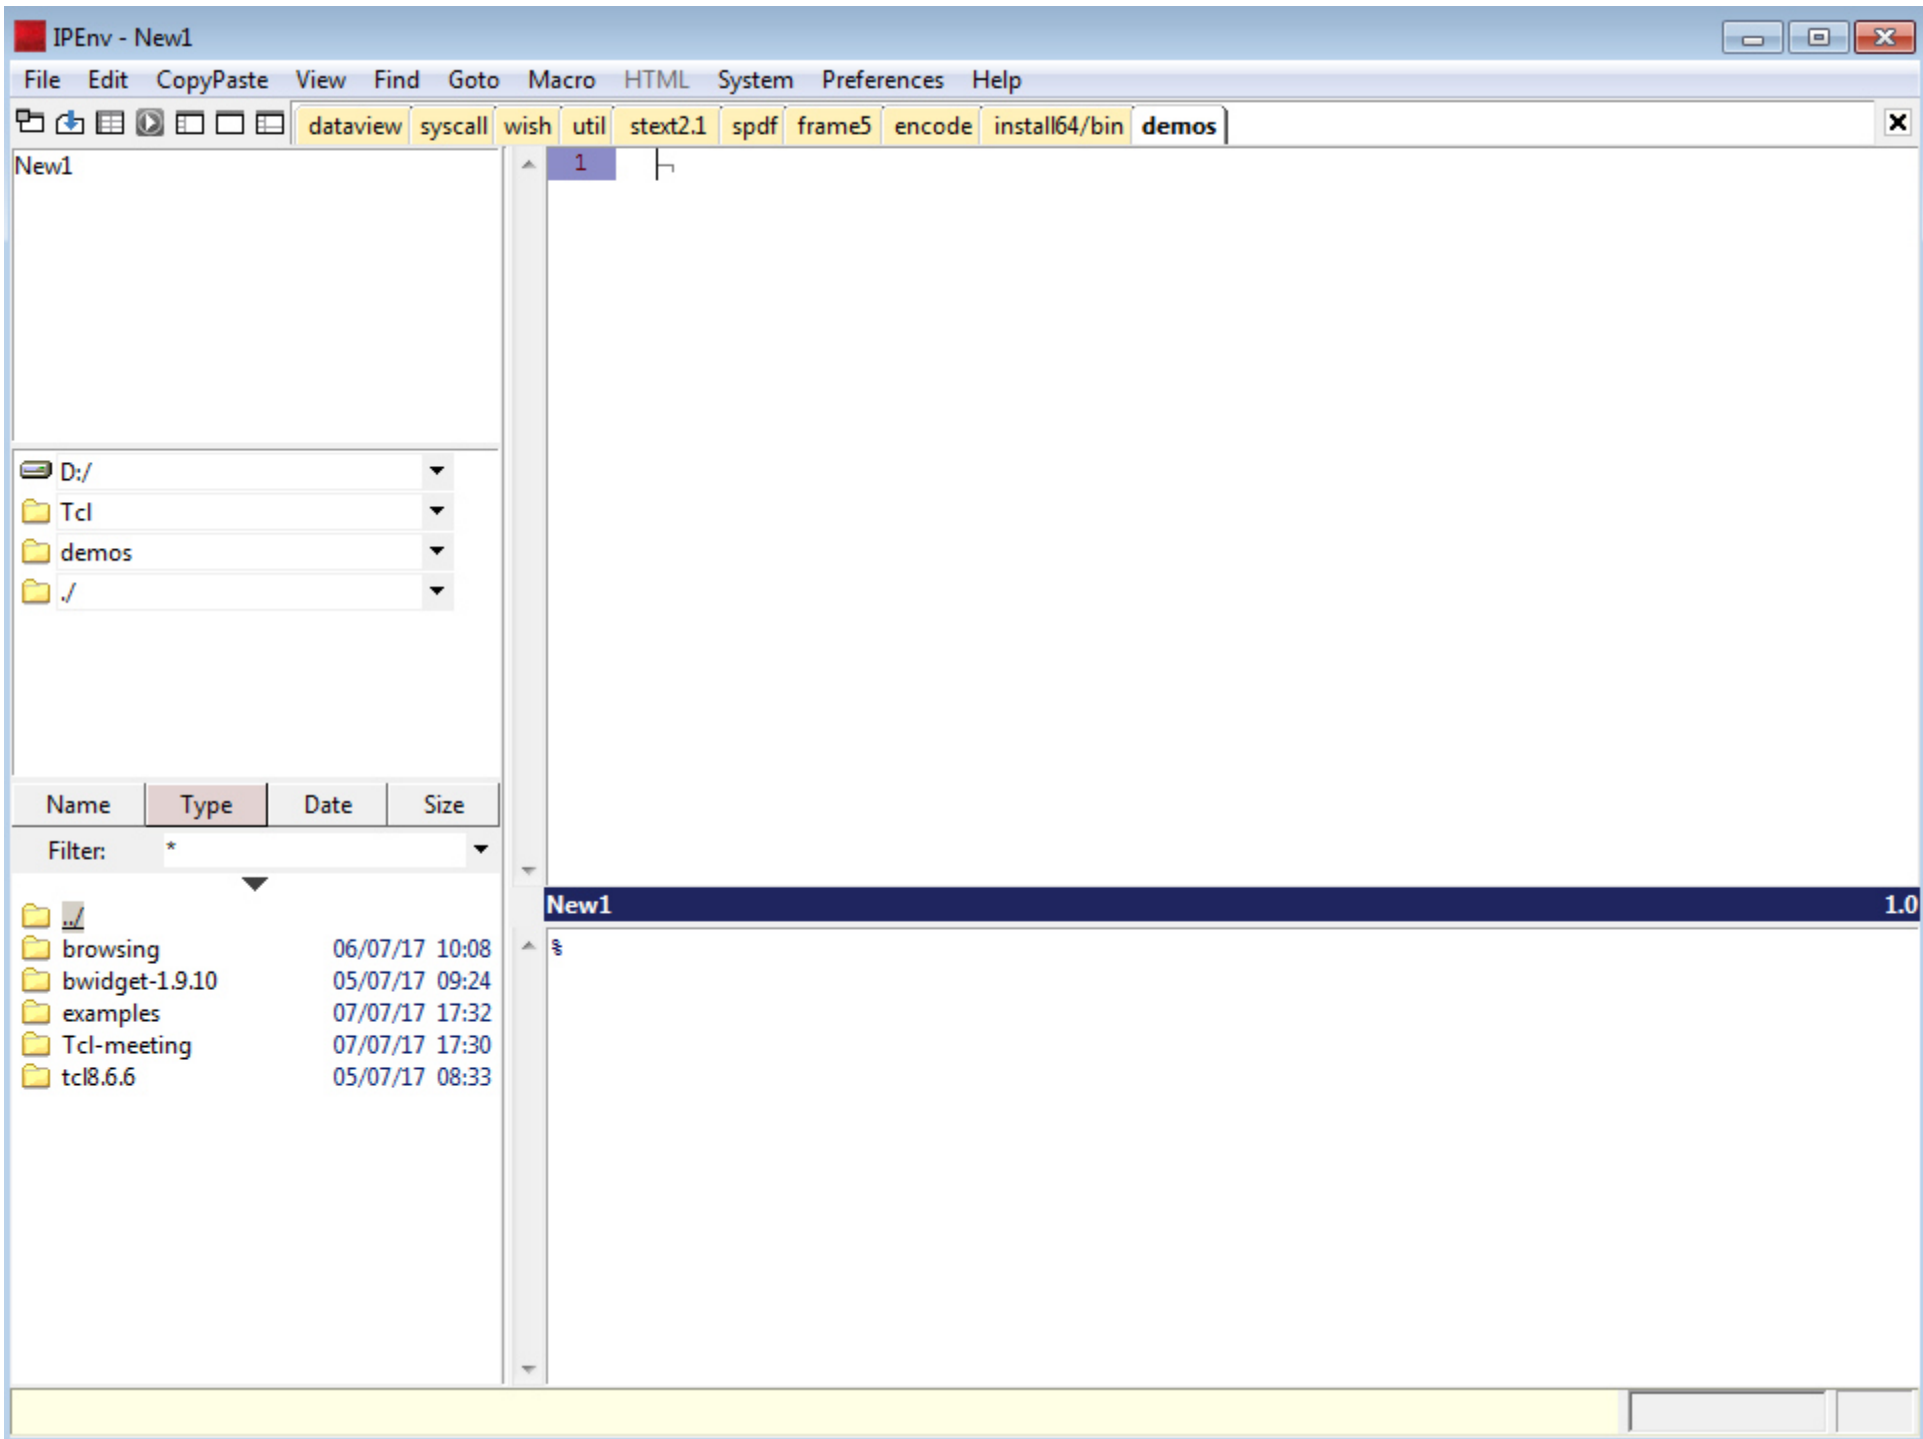 IPEnv - New1
File Edit CopyPaste View Find Goto Macro HTML System Preferences Help
dataview syscall wish util stext2.1 spdf frame5 encode install64/bin demos
New1
1
D:/
Tcl
demos
./
Name Type Date Size
Filter: *
../
browsing 06/07/17 10:08
bwidget-1.9.10 05/07/17 09:24
examples 07/07/17 17:32
Tcl-meeting 07/07/17 17:30
tcl8.6.6 05/07/17 08:33
New1 1.0
%